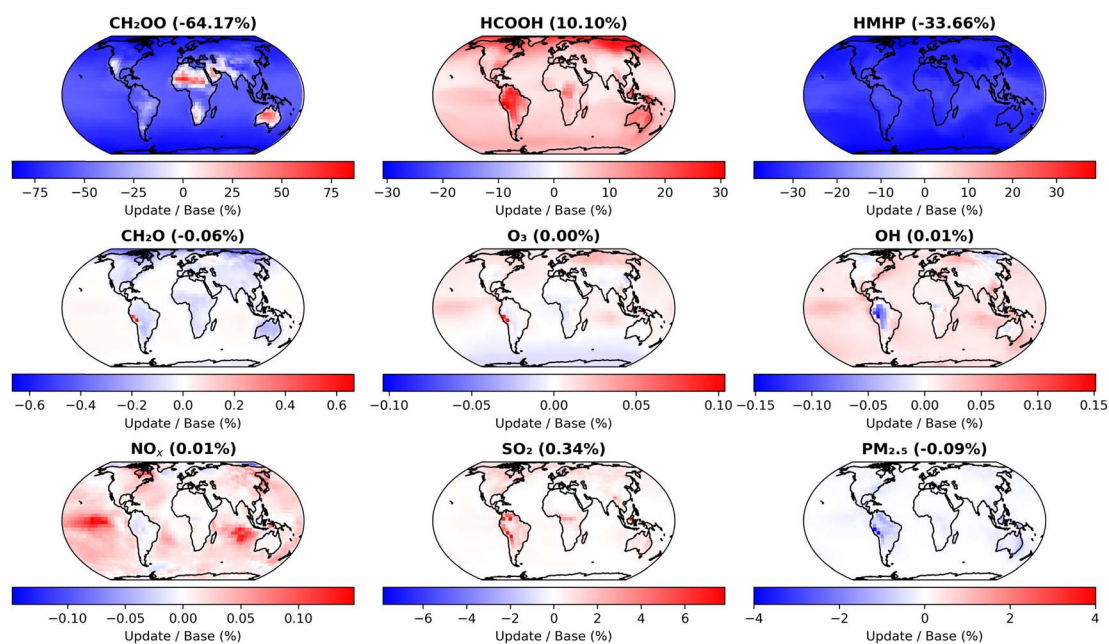 CH₂OO (-64.17%)
HCOOH (10.10%)
HMHP (-33.66%)
−75 −50 −25 0 25 50 75
−30 −20 −10 0 10 20 30
−30 −20 −10 0 10 20 30
Update / Base (%)
Update / Base (%)
Update / Base (%)
CH₂O (-0.06%)
O₃ (0.00%)
OH (0.01%)
−0.6 −0.4 −0.2 0.0 0.2 0.4 0.6
−0.10 −0.05 0.00 0.05 0.10
−0.15 −0.10 −0.05 0.00 0.05 0.10 0.15
Update / Base (%)
Update / Base (%)
Update / Base (%)
NOₓ (0.01%)
SO₂ (0.34%)
PM₂.₅ (-0.09%)
−0.10 −0.05 0.00 0.05 0.10
−6 −4 −2 0 2 4 6
−4 −2 0 2 4
Update / Base (%)
Update / Base (%)
Update / Base (%)